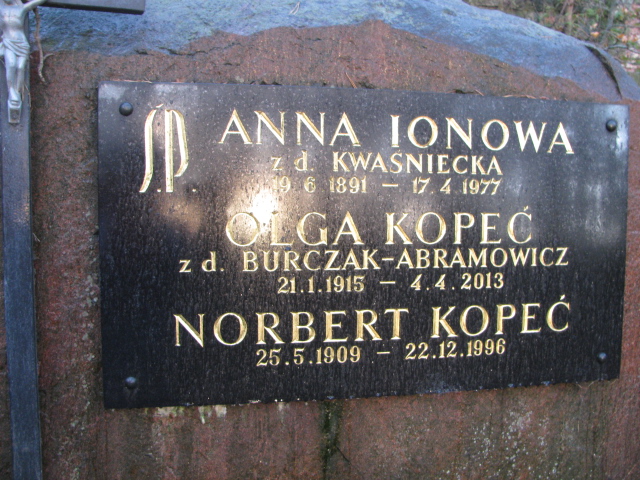 Ś.P. ANNA IONOWA
z d. KWAŚNIECKA
19.6 1891 – 17.4 1977
OLGA KOPEĆ
z d. BURCZAK-ABRAMOWICZ
21.1.1915 – 4.4.2013
NORBERT KOPEĆ
25.5.1909 – 22.12.1996